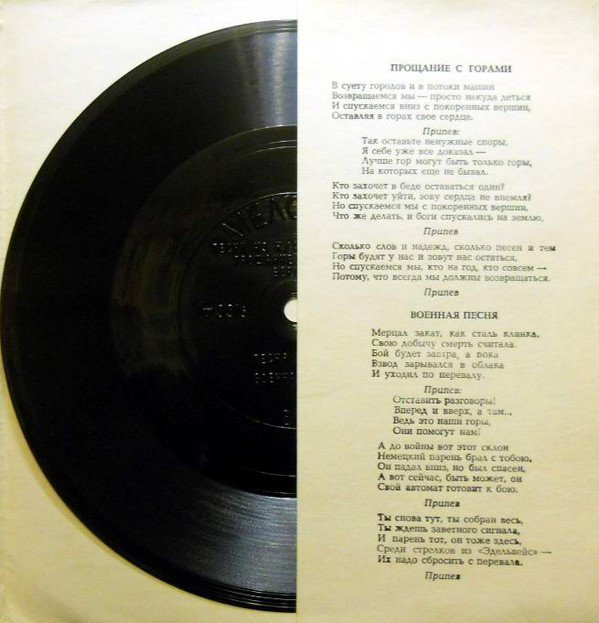 МЕЛО
ПРОЩАНИЕ С ГОРАМИ
В суету городов и в потоки машин
Возвращаемся мы — просто некуда деться
И спускаемся вниз с покоренных вершин,
Оставляя в горах свое сердце.
Припев:
Так оставьте ненужные споры,
Я себе уже все доказал —
Лучше гор могут быть только горы,
На которых еще не бывал.
Кто захочет в беде оставаться один?
Кто захочет уйти, зову сердца не внемля?
Но спускаемся мы с покоренных вершин,
Что же делать, и боги спускались на землю,
Припев
Сколько слов и надежд, сколько песен и тем
Горы будят у нас и зовут нас остаться,
Но спускаемся мы, кто на год, кто совсем —
Потому, что всегда мы должны возвращаться.
Припев
ВОЕННАЯ ПЕСНЯ
Мерцал закат, как сталь клинка.
Свою добычу смерть считала.
Бой будет завтра, а пока
Взвод зарывался в облака
И уходил по перевалу.
Припев:
Отставить разговоры!
Вперед и вверх, а там...
Ведь это наши горы,
Они помогут нам!
А до войны вот этот склон
Немецкий парень брал с тобою,
Он падал вниз, но был спасен,
А вот сейчас, быть может, он
Свой автомат готовит к бою.
Припев
Ты снова тут, ты собран весь,
Ты ждешь заветного сигнала,
И парень тот, он тоже здесь,
Среди стрелков из «Эдельвейс» —
Их надо сбросить с перевала.
Припев